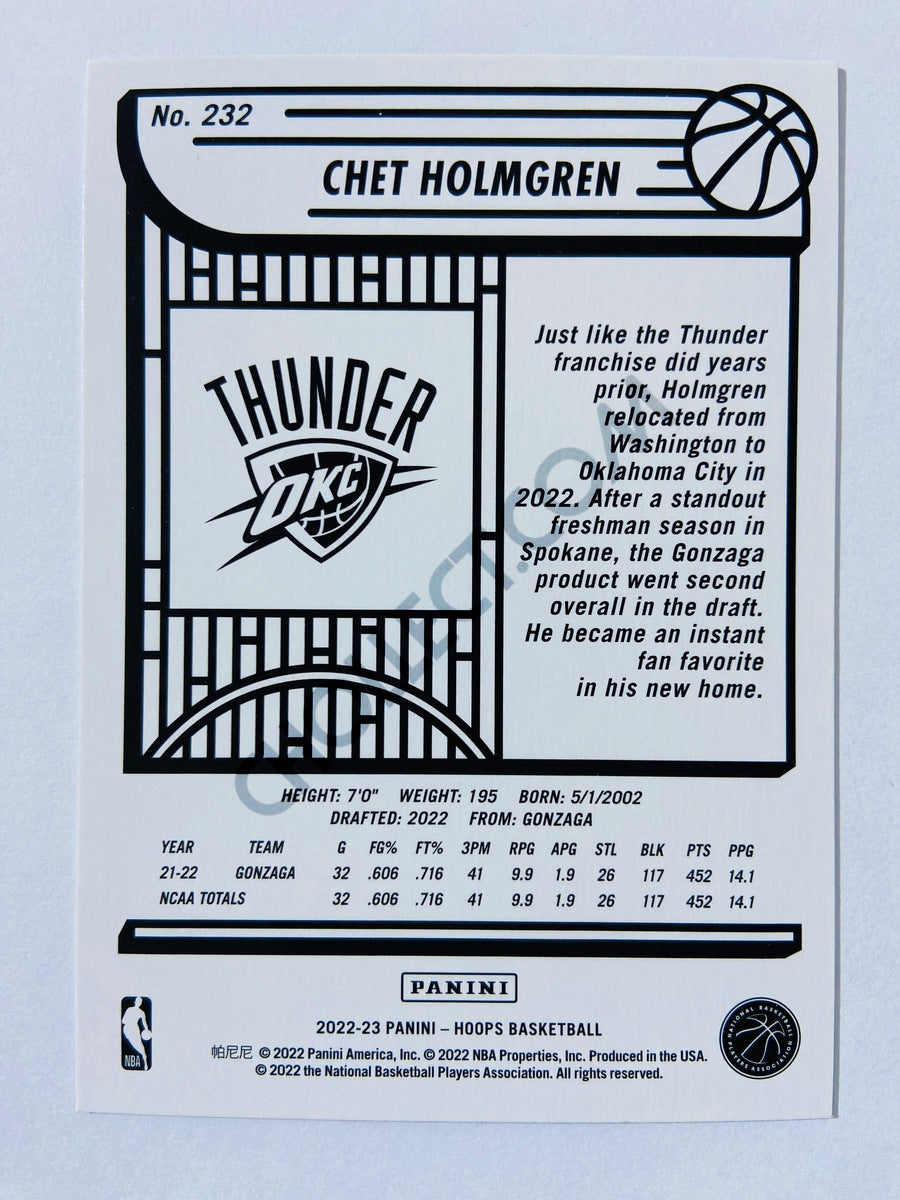 No. 232
CHET HOLMGREN
THUNDER
OKC
Just like the Thunder
franchise did years
prior, Holmgren
relocated from
Washington to
Oklahoma City in
2022. After a standout
freshman season in
Spokane, the Gonzaga
product went second
overall in the draft.
He became an instant
fan favorite
in his new home.
CHOLLECT.COM
HEIGHT: 7'0" WEIGHT: 195 BORN: 5/1/2002
DRAFTED: 2022 FROM: GONZAGA
YEAR TEAM G FG% FT% 3PM RPG APG STL BLK PTS PPG
21-22 GONZAGA 32 .606 .716 41 9.9 1.9 26 117 452 14.1
NCAA TOTALS 32 .606 .716 41 9.9 1.9 26 117 452 14.1
PANINI
2022-23 PANINI – HOOPS BASKETBALL
帕尼尼 © 2022 Panini America, Inc. © 2022 NBA Properties, Inc. Produced in the USA.
© 2022 the National Basketball Players Association. All rights reserved.
NBA
NATIONAL BASKETBALL PLAYERS ASSOCIATION